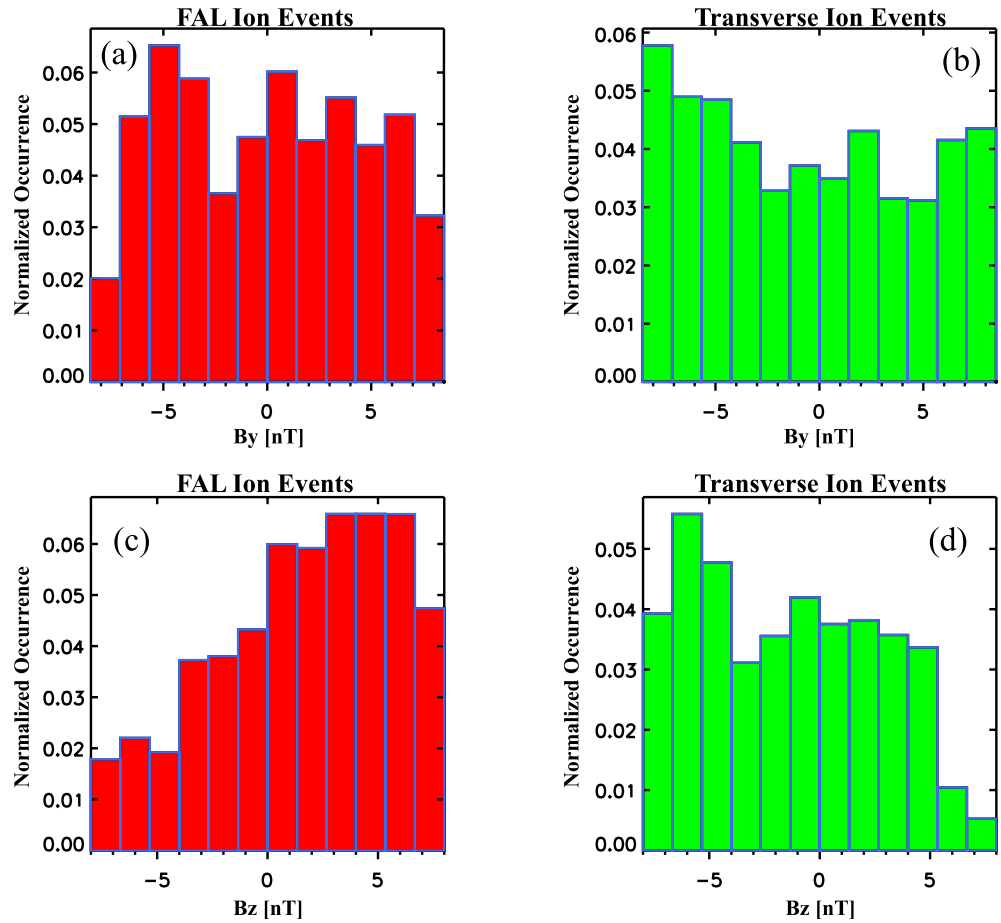 FAL Ion Events
(a)
Normalized Occurrence
0.06
0.05
0.04
0.03
0.02
0.01
0.00
−5 0 5
By [nT]
Transverse Ion Events
(b)
Normalized Occurrence
0.06
0.05
0.04
0.03
0.02
0.01
0.00
−5 0 5
By [nT]
FAL Ion Events
(c)
Normalized Occurrence
0.06
0.05
0.04
0.03
0.02
0.01
0.00
−5 0 5
Bz [nT]
Transverse Ion Events
(d)
Normalized Occurrence
0.05
0.04
0.03
0.02
0.01
0.00
−5 0 5
Bz [nT]